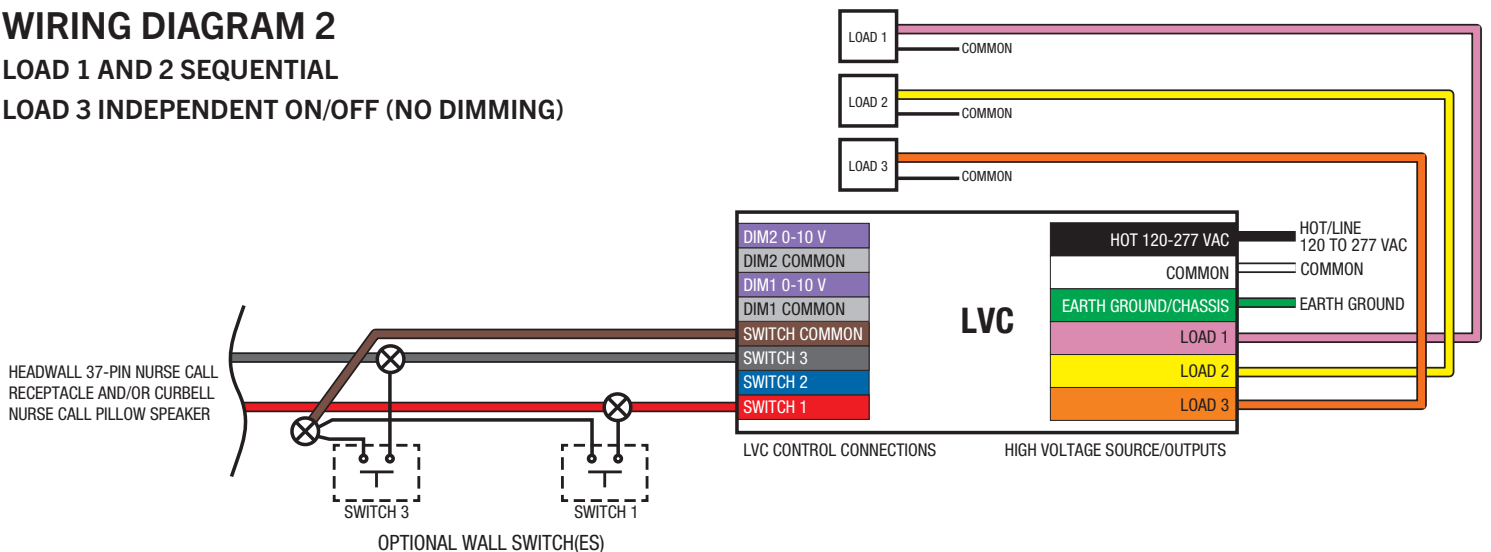 WIRING DIAGRAM 2
LOAD 1 AND 2 SEQUENTIAL
LOAD 3 INDEPENDENT ON/OFF (NO DIMMING)
LOAD 1
COMMON
LOAD 2
COMMON
LOAD 3
COMMON
DIM2 0-10 V
DIM2 COMMON
DIM1 0-10 V
DIM1 COMMON
SWITCH COMMON
SWITCH 3
SWITCH 2
SWITCH 1
LVC
HOT 120-277 VAC
COMMON
EARTH GROUND/CHASSIS
LOAD 1
LOAD 2
LOAD 3
HOT/LINE
120 TO 277 VAC
COMMON
EARTH GROUND
HEADWALL 37-PIN NURSE CALL
RECEPTACLE AND/OR CURBELL
NURSE CALL PILLOW SPEAKER
LVC CONTROL CONNECTIONS
HIGH VOLTAGE SOURCE/OUTPUTS
SWITCH 3
SWITCH 1
OPTIONAL WALL SWITCH(ES)